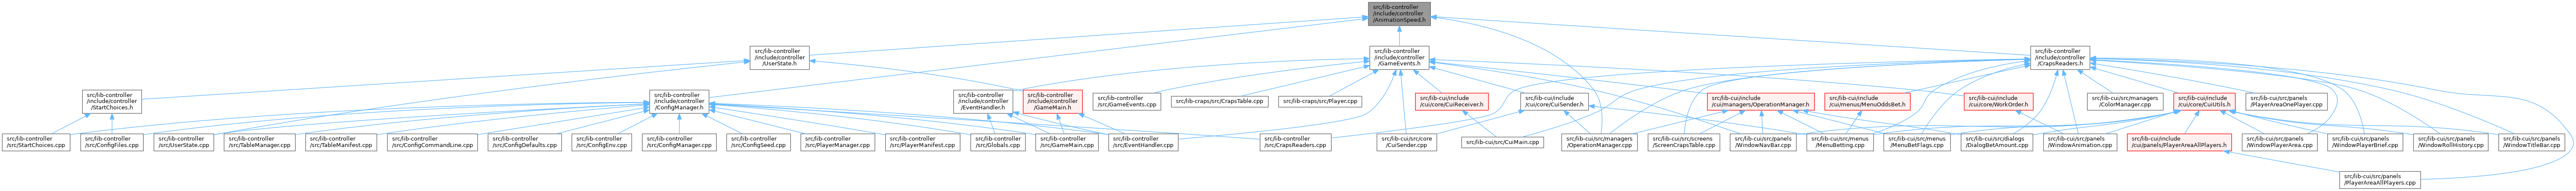 src/lib-controller
/include/controller
/AnimationSpeed.h
src/lib-controller
/include/controller
/UserState.h
src/lib-controller
/include/controller
/GameEvents.h
src/lib-controller
/include/controller
/CrapsReaders.h
src/lib-controller
/include/controller
/StartChoices.h
src/lib-controller
/include/controller
/ConfigManager.h
src/lib-controller
/include/controller
/EventHandler.h
src/lib-controller
/include/controller
/GameMain.h
src/lib-controller
/src/GameEvents.cpp
src/lib-craps/src/CrapsTable.cpp
src/lib-craps/src/Player.cpp
src/lib-cui/include
/cui/core/CuiReceiver.h
src/lib-cui/include
/cui/core/CuiSender.h
src/lib-cui/include
/cui/managers/OperationManager.h
src/lib-cui/include
/cui/menus/MenuOddsBet.h
src/lib-cui/include
/cui/core/WorkOrder.h
src/lib-cui/src/managers
/ColorManager.cpp
src/lib-cui/include
/cui/core/CuiUtils.h
src/lib-cui/src/panels
/PlayerAreaOnePlayer.cpp
src/lib-controller
/src/StartChoices.cpp
src/lib-controller
/src/ConfigFiles.cpp
src/lib-controller
/src/UserState.cpp
src/lib-controller
/src/TableManager.cpp
src/lib-controller
/src/TableManifest.cpp
src/lib-controller
/src/ConfigCommandLine.cpp
src/lib-controller
/src/ConfigDefaults.cpp
src/lib-controller
/src/ConfigEnv.cpp
src/lib-controller
/src/ConfigManager.cpp
src/lib-controller
/src/ConfigSeed.cpp
src/lib-controller
/src/PlayerManager.cpp
src/lib-controller
/src/PlayerManifest.cpp
src/lib-controller
/src/Globals.cpp
src/lib-controller
/src/GameMain.cpp
src/lib-controller
/src/EventHandler.cpp
src/lib-controller
/src/CrapsReaders.cpp
src/lib-cui/src/core
/CuiSender.cpp
src/lib-cui/src/CuiMain.cpp
src/lib-cui/src/managers
/OperationManager.cpp
src/lib-cui/src/screens
/ScreenCrapsTable.cpp
src/lib-cui/src/panels
/WindowNavBar.cpp
src/lib-cui/src/menus
/MenuBetting.cpp
src/lib-cui/src/menus
/MenuBetFlags.cpp
src/lib-cui/src/dialogs
/DialogBetAmount.cpp
src/lib-cui/src/panels
/WindowAnimation.cpp
src/lib-cui/include
/cui/panels/PlayerAreaAllPlayers.h
src/lib-cui/src/panels
/WindowPlayerArea.cpp
src/lib-cui/src/panels
/WindowPlayerBrief.cpp
src/lib-cui/src/panels
/WindowRollHistory.cpp
src/lib-cui/src/panels
/WindowTitleBar.cpp
src/lib-cui/src/panels
/PlayerAreaAllPlayers.cpp